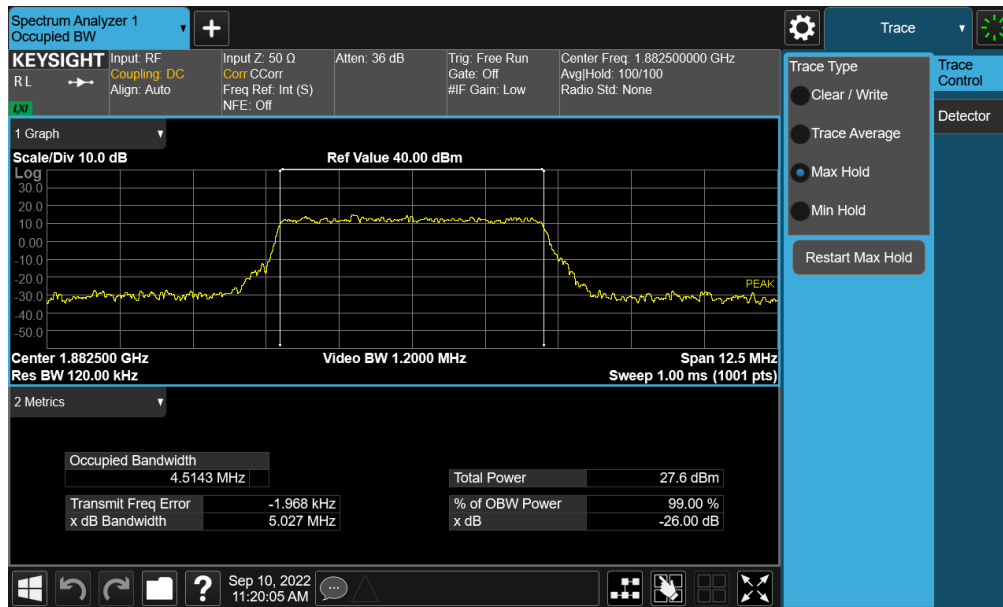 Spectrum Analyzer 1
Occupied BW
+
Trace
KEYSIGHT
R L
LXI
Input: RF
Coupling: DC
Align: Auto
Input Z: 50 Ω
Corr CCorr
Freq Ref: Int (S)
NFE: Off
Atten: 36 dB
Trig: Free Run
Gate: Off
#IF Gain: Low
Center Freq: 1.882500000 GHz
Avg|Hold: 100/100
Radio Std: None
Trace Type
Clear / Write
Trace Average
Max Hold
Min Hold
Restart Max Hold
Trace
Control
Detector
1 Graph
Scale/Div 10.0 dB
Ref Value 40.00 dBm
Log
30.0
20.0
10.0
0.00
-10.0
-20.0
-30.0
-40.0
-50.0
PEAK
Center 1.882500 GHz
Video BW 1.2000 MHz
Span 12.5 MHz
Res BW 120.00 kHz
Sweep 1.00 ms (1001 pts)
2 Metrics
Occupied Bandwidth
4.5143 MHz
Total Power 27.6 dBm
Transmit Freq Error -1.968 kHz
% of OBW Power 99.00 %
x dB Bandwidth 5.027 MHz
x dB -26.00 dB
?
Sep 10, 2022
11:20:05 AM